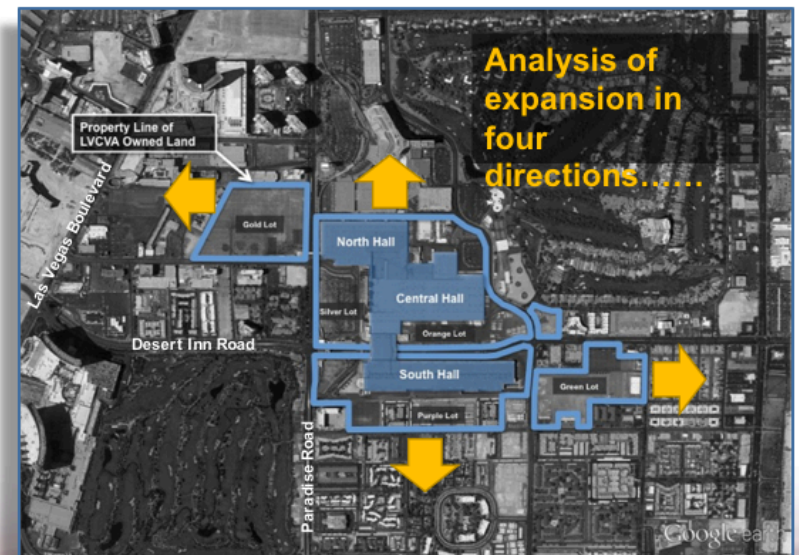 Analysis of
expansion in
four
directions......
Property Line of
LVCVA Owned Land
Las Vegas Boulevard
Gold Lot
North Hall
Central Hall
Silver Lot
Orange Lot
Desert Inn Road
South Hall
Green Lot
Purple Lot
Paradise Road
Google earth